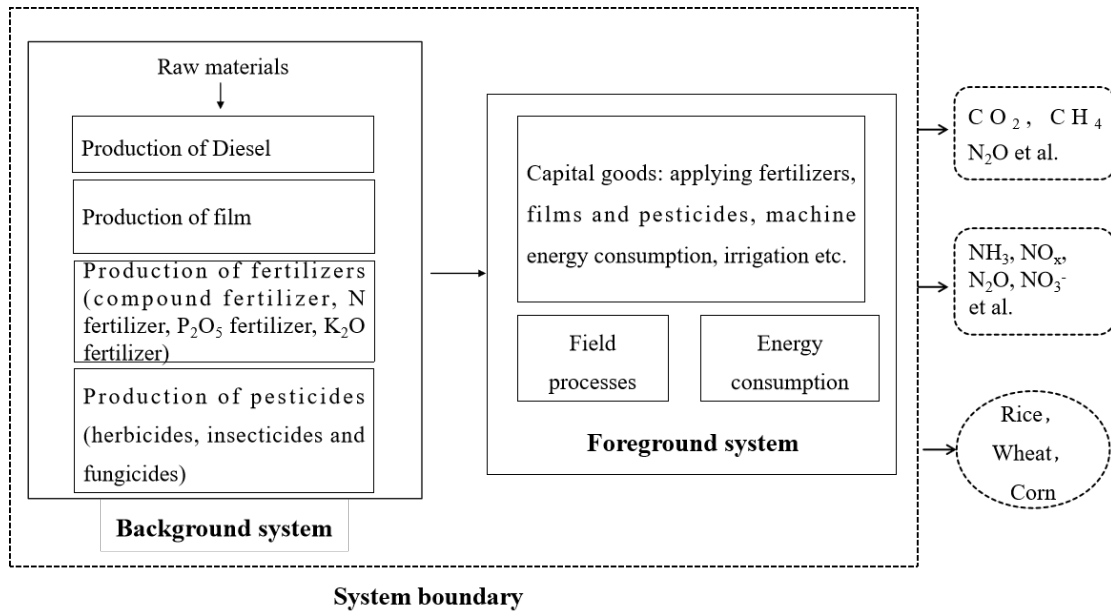 Raw materials
Production of Diesel
Production of film
Production of fertilizers
(compound fertilizer, N
fertilizer, P₂O₅ fertilizer, K₂O
fertilizer)
Production of pesticides
(herbicides, insecticides and
fungicides)
Background system
Capital goods: applying fertilizers,
films and pesticides, machine
energy consumption, irrigation etc.
Field
processes
Energy
consumption
Foreground system
CO₂, CH₄
N₂O et al.
NH₃, NOₓ,
N₂O, NO₃⁻
et al.
Rice,
Wheat,
Corn
System boundary